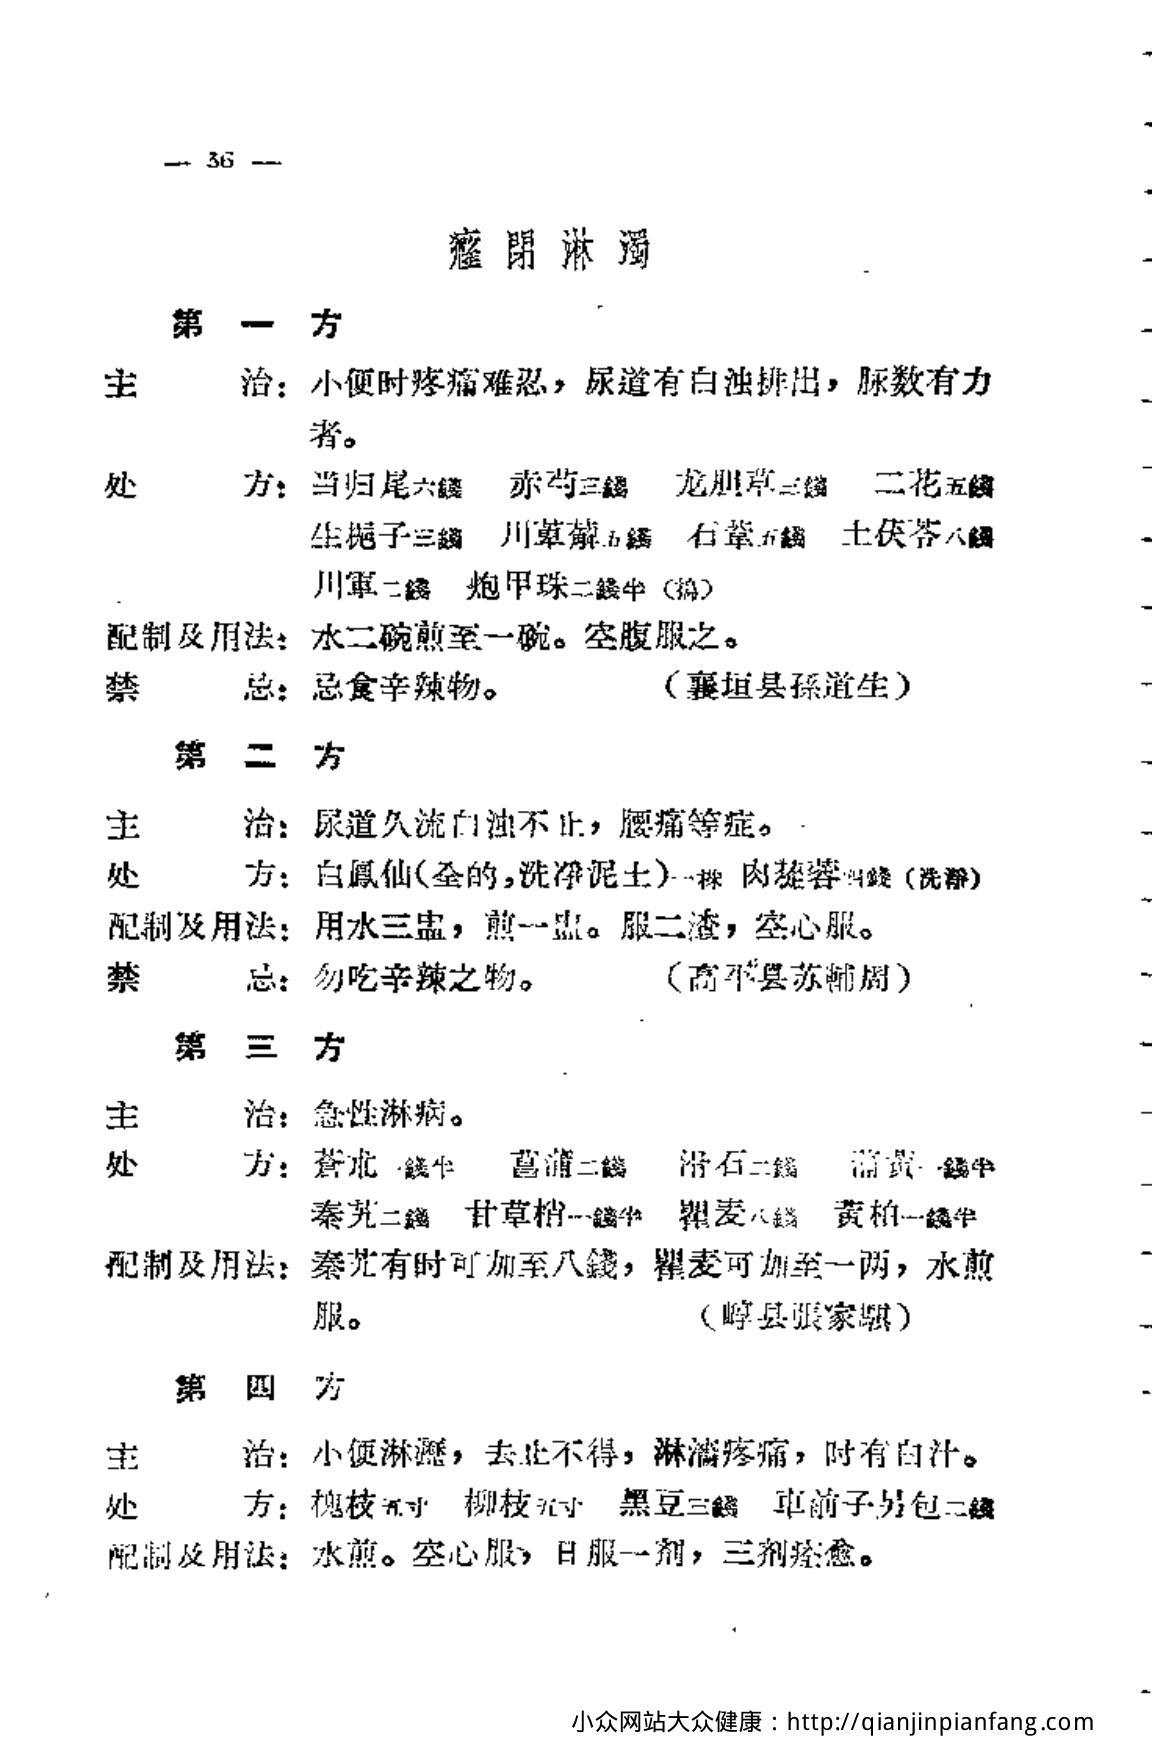 — 36 —
癃閉淋濁
第一方
主治：小便时疼痛难忍，尿道有白浊排出，脉数有力
者。
处方：当归尾六錢 赤芍三錢 龙胆草三錢 二花五錢
生梔子三錢 川萆薢五錢 石葦五錢 土茯苓八錢
川軍二錢 炮甲珠二錢半（搗）
配制及用法：水二碗煎至一碗。空腹服之。
禁忌：忌食辛辣物。（襄垣县孫道生）
第二方
主治：尿道久流白浊不止，腰痛等症。
处方：白鳳仙（全的，洗净泥土）一棵 肉蓯蓉四錢（洗淨）
配制及用法：用水三盅，煎一盅。服二渣，空心服。
禁忌：勿吃辛辣之物。（高平县苏輔周）
第三方
主治：急性淋病。
处方：蒼朮一錢半 菖蒲二錢 滑石二錢 蒲黄一錢半
秦艽二錢 甘草梢一錢半 瞿麦八錢 黄柏一錢半
配制及用法：秦艽有时可加至八錢，瞿麦可加至一两，水煎
服。（崞县張家騏）
第四方
主治：小便淋瀝，去止不得，淋濇疼痛，时有白汁。
处方：槐枝五寸 柳枝五寸 黑豆三錢 車前子另包二錢
配制及用法：水煎。空心服，日服一剂，三剂痊愈。
小众网站大众健康：http://qianjinpianfang.com